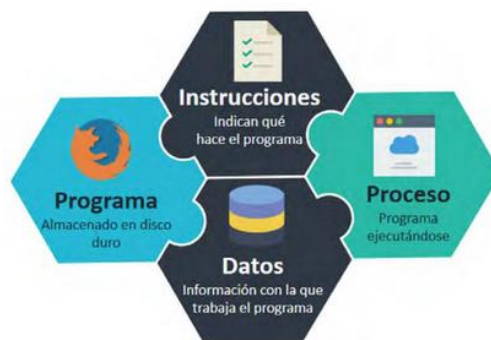 Instrucciones
Indican qué
hace el programa
Programa
Almacenado en disco
duro
Proceso
Programa
ejecutándose
Datos
Información con la que
trabaja el programa